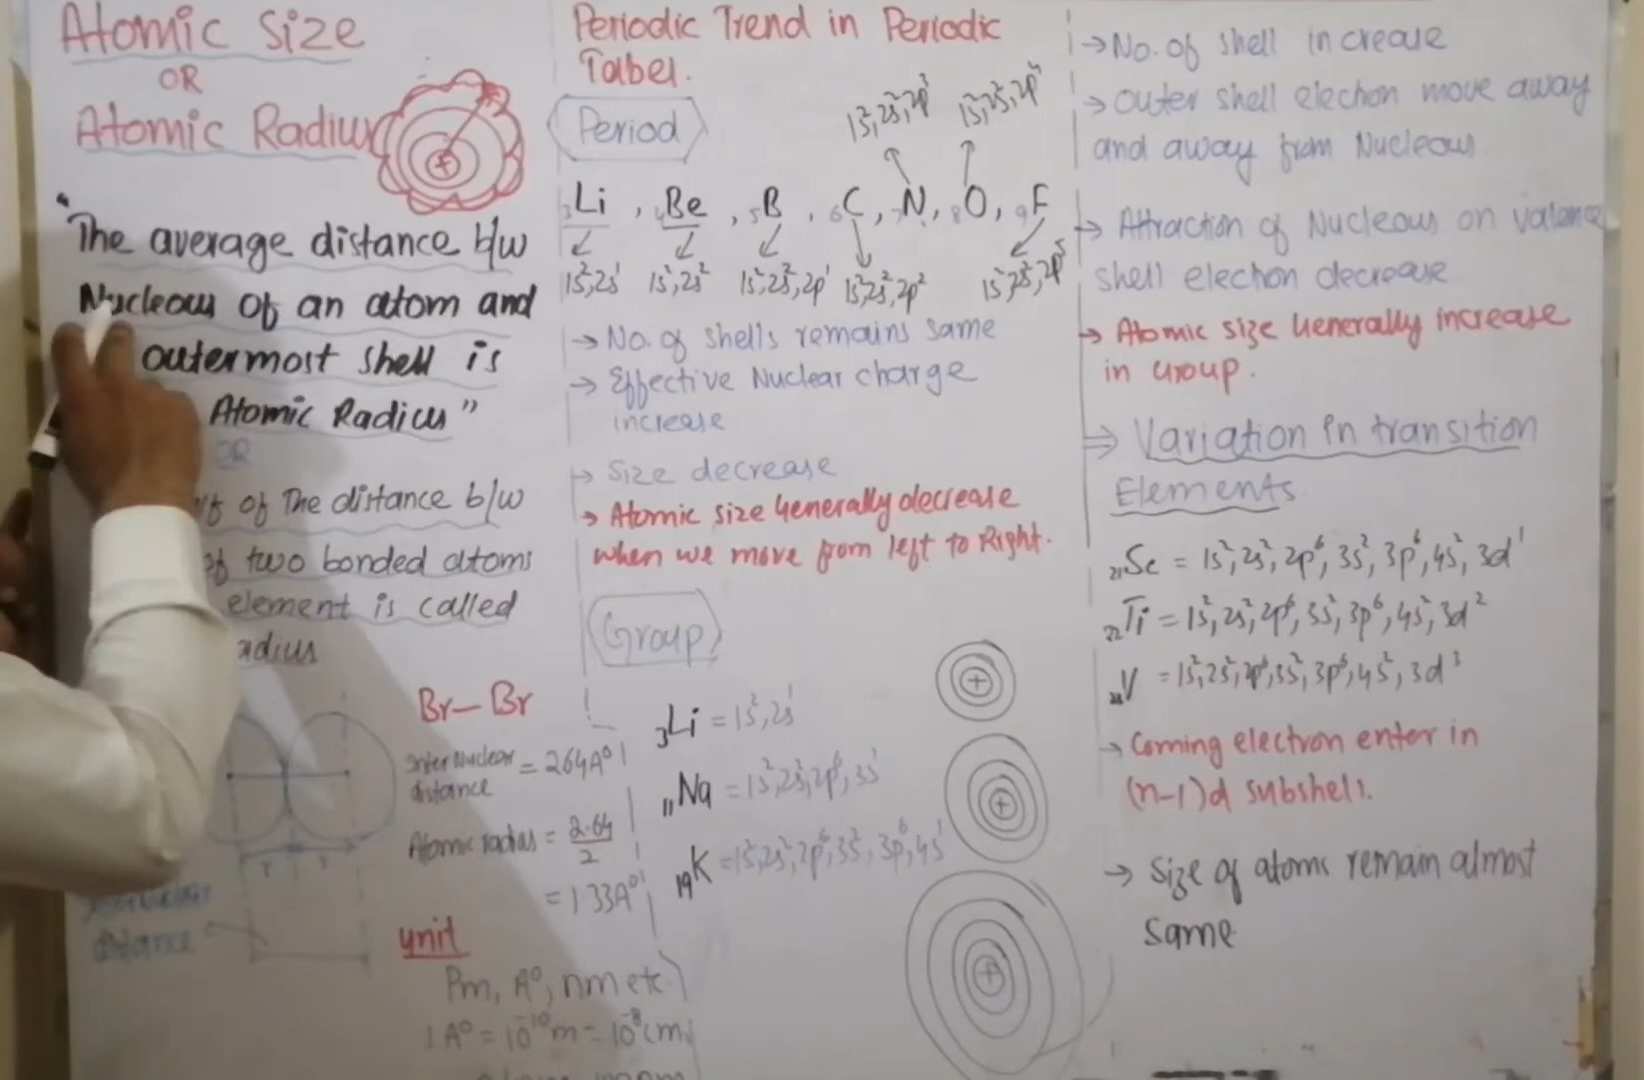 Atomic Size
OR
Atomic Radius
"The average distance b/w
Nucleous of an atom and
outermost shell is
Atomic Radius"
OR
of The distance b/w
of two bonded atoms
element is called
adius
Br-Br
Inter Nuclear
distance = 264A°
Atomic radius = 2.64/2
= 1.33A°
distance
unit
Pm, A°, nm etc
1A° = 10⁻¹⁰m = 10⁻⁸cm
Periodic Trend in Periodic
Tabel.
Period
1s²,2s²,2p³ 1s²,2s²,2p⁴
₃Li, ₄Be, ₅B, ₆C, ₇N, ₈O, ₉F
1s²,2s¹ 1s²,2s² 1s²,2s²,2p¹ 1s²,2s²,2p² 1s²,2s²,2p⁵
→ No. of shells remains same
→ Effective Nuclear charge
increase
→ Size decrease
→ Atomic size Generally decrease
when we move from left to Right.
Group
₃Li = 1s²,2s¹
₁₁Na = 1s²,2s²,2p⁶,3s¹
₁₉K = 1s²,2s²,2p⁶,3s²,3p⁶,4s¹
→ No. of shell increase
→ outer shell electron move away
and away from Nucleous
→ Attraction of Nucleous on valance
shell electron decrease
→ Atomic size Generally increase
in Group.
⇒ Variation in transition
Elements
₂₁Sc = 1s²,2s²,2p⁶,3s²,3p⁶,4s²,3d¹
₂₂Ti = 1s²,2s²,2p⁶,3s²,3p⁶,4s²,3d²
₂₃V = 1s²,2s²,2p⁶,3s²,3p⁶,4s²,3d³
→ Coming electron enter in
(n-1)d subshell.
→ Size of atoms remain almost
same